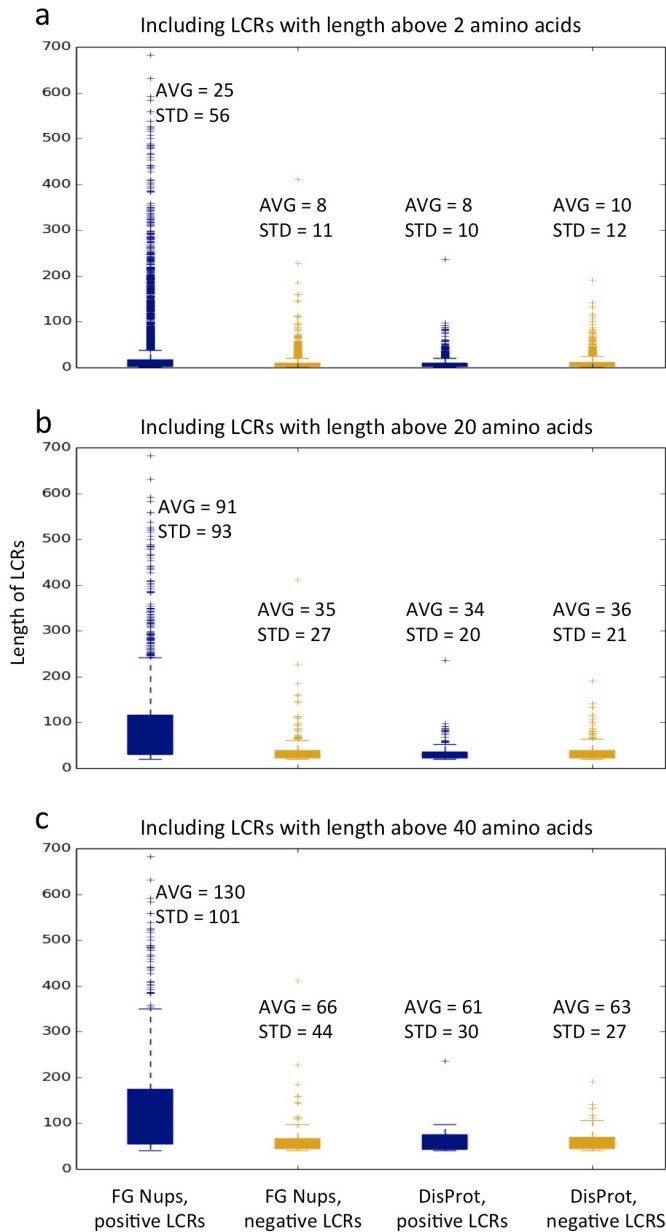 a
Including LCRs with length above 2 amino acids
700
600
500
400
300
200
100
0
AVG = 25
STD = 56
AVG = 8
STD = 11
AVG = 8
STD = 10
AVG = 10
STD = 12
b
Including LCRs with length above 20 amino acids
Length of LCRs
700
600
500
400
300
200
100
0
AVG = 91
STD = 93
AVG = 35
STD = 27
AVG = 34
STD = 20
AVG = 36
STD = 21
c
Including LCRs with length above 40 amino acids
700
600
500
400
300
200
100
0
AVG = 130
STD = 101
AVG = 66
STD = 44
AVG = 61
STD = 30
AVG = 63
STD = 27
FG Nups,
positive LCRs
FG Nups,
negative LCRs
DisProt,
positive LCRs
DisProt,
negative LCRS